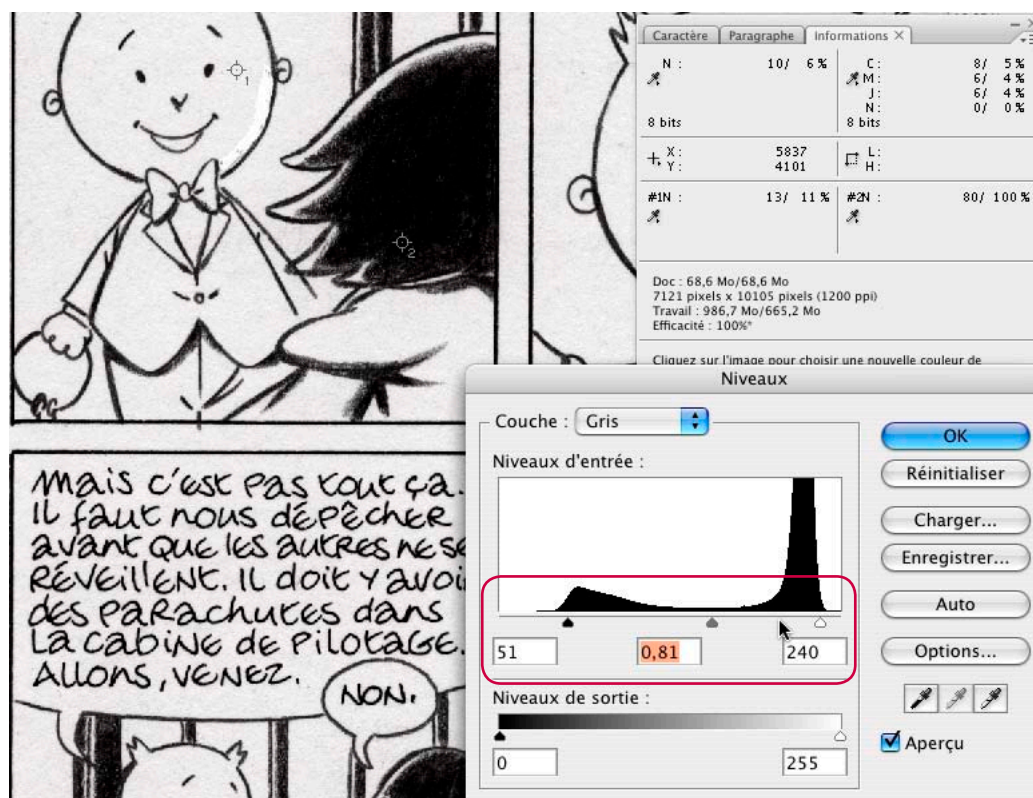 Caractère Paragraphe Informations ×
N : 10/ 6 %
8 bits
C : 8/ 5 %
M : 6/ 4 %
J : 6/ 4 %
N : 0/ 0 %
8 bits
X : 5837
Y : 4101
L :
H :
#1N : 13/ 11 %
#2N : 80/ 100 %
Doc : 68,6 Mo/68,6 Mo
7121 pixels x 10105 pixels (1200 ppi)
Travail : 986,7 Mo/665,2 Mo
Efficacité : 100%*
Cliquez sur l'image pour choisir une nouvelle couleur de
1
2
Mais c'est pas tout ça.
Il faut nous dépêcher
avant que les autres ne se
réveillent. Il doit y avoi
des parachutes dans
la cabine de pilotage.
Allons, venez.
NON.
Niveaux
Couche : Gris
Niveaux d'entrée :
51 0,81 240
Niveaux de sortie :
0 255
OK
Réinitialiser
Charger...
Enregistrer...
Auto
Options...
Aperçu